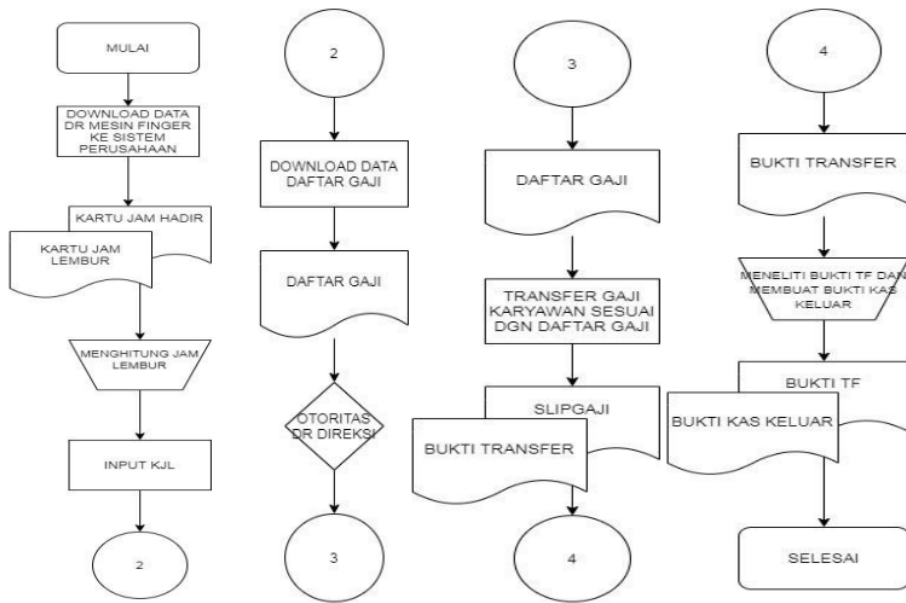 MULAI
DOWNLOAD DATA
DR MESIN FINGER
KE SISTEM
PERUSAHAAN
KARTU JAM HADIR
KARTU JAM
LEMBUR
MENGHITUNG JAM
LEMBUR
INPUT KJL
2
2
DOWNLOAD DATA
DAFTAR GAJI
DAFTAR GAJI
OTORITAS
DR DIREKSI
3
3
DAFTAR GAJI
TRANSFER GAJI
KARYAWAN SESUAI
DGN DAFTAR GAJI
SLIPGAJI
BUKTI TRANSFER
4
4
BUKTI TRANSFER
MENELITI BUKTI TF DAN
MEMBUAT BUKTI KAS
KELUAR
BUKTI TF
BUKTI KAS KELUAR
SELESAI